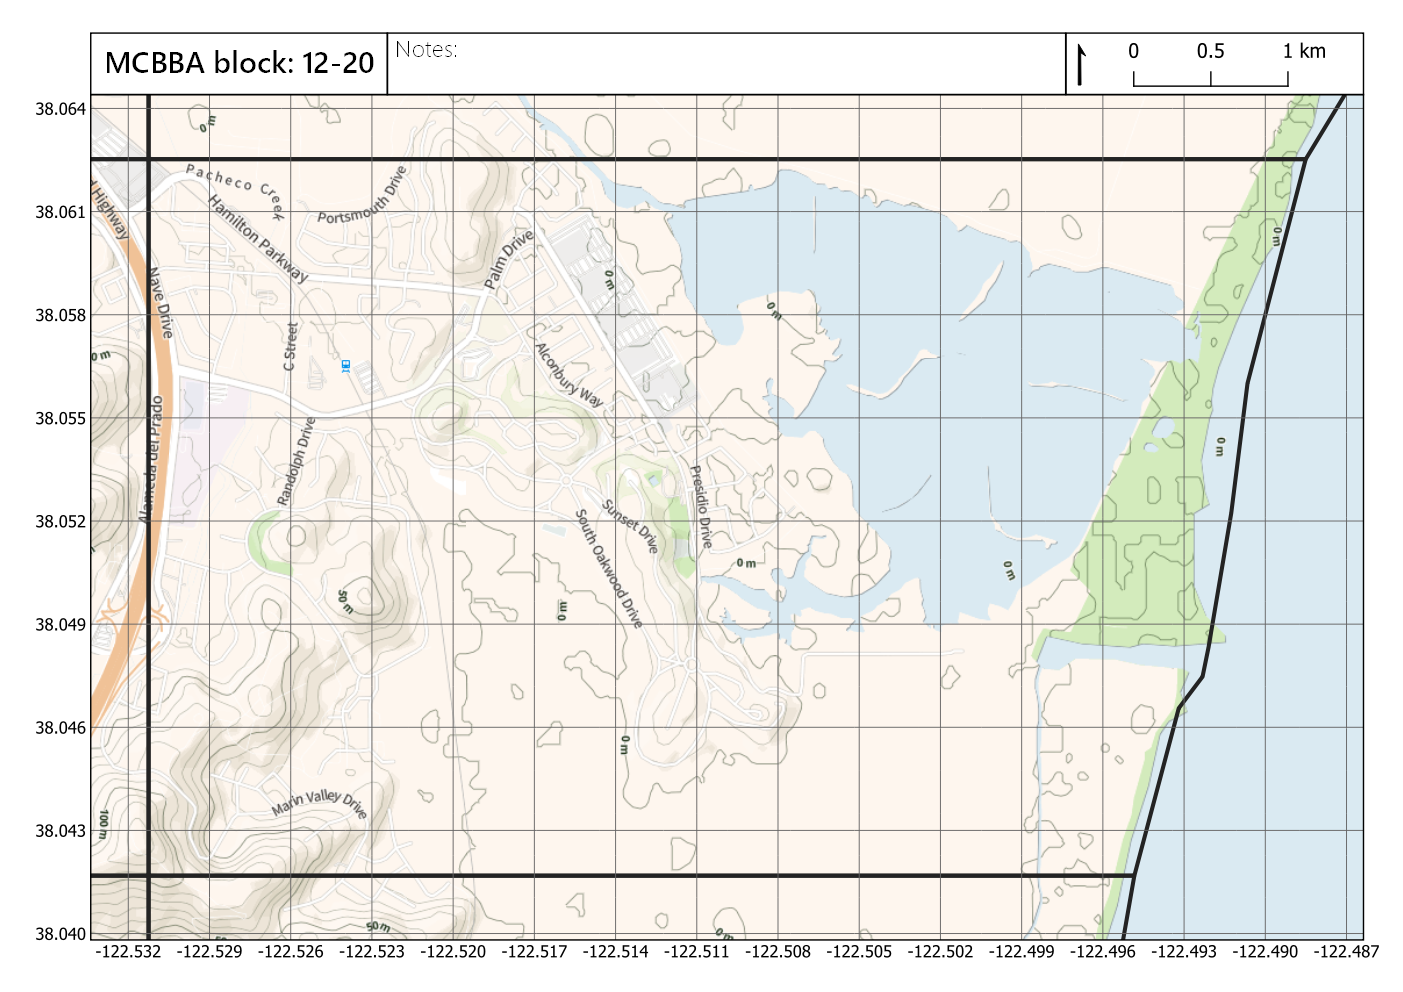 MCBBA block: 12-20
Notes:
0 0.5 1 km
38.064
38.061
38.058
38.055
38.052
38.049
38.046
38.043
38.040
0 m
Pacheco Creek
Portsmouth Drive
Highway
Hamilton Parkway
Palm Drive
0 m
0 m
Nave Drive
0 m
C Street
0 m
Alconbury Way
Alameda del Prado
Randolph Drive
0 m
Presidio Drive
Sunset Drive
South Oakwood Drive
0 m
0 m
50 m
0 m
0 m
Marin Valley Drive
100 m
50 m
0 m
-122.532 -122.529 -122.526 -122.523 -122.520 -122.517 -122.514 -122.511 -122.508 -122.505 -122.502 -122.499 -122.496 -122.493 -122.490 -122.487